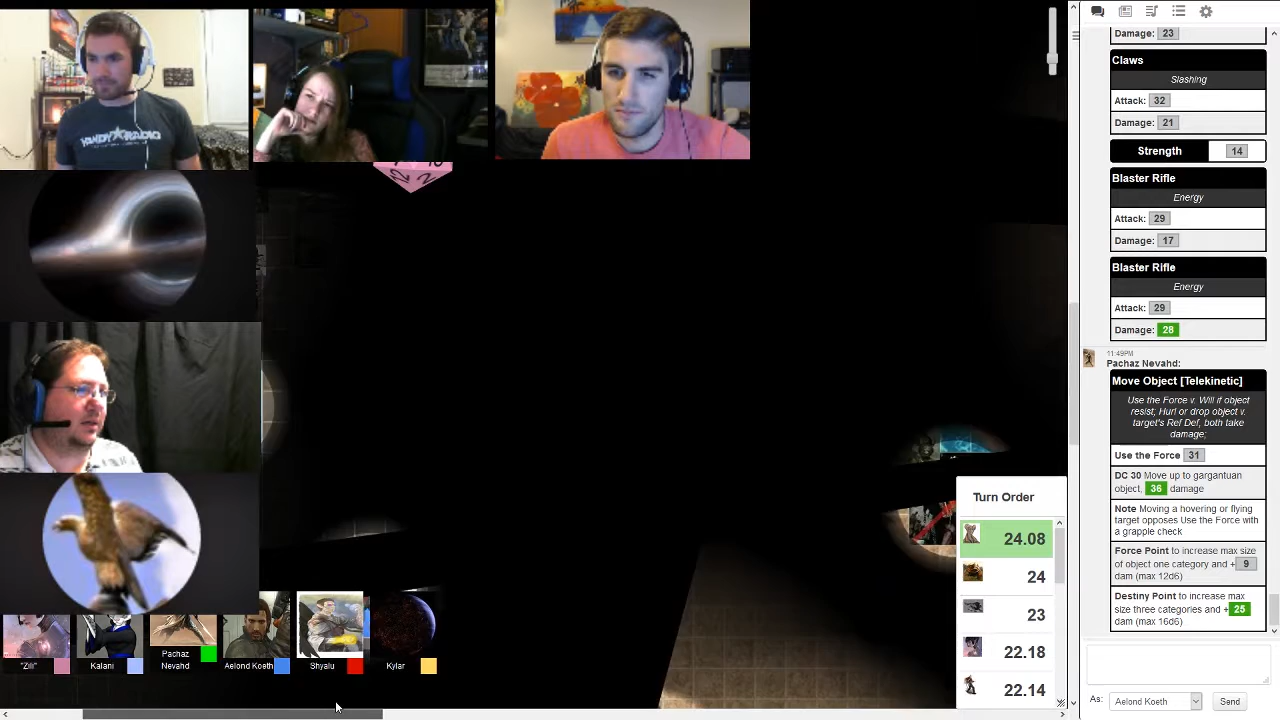 YANDY RADIO
12
2
Damage: 23
Claws
Slashing
Attack: 32
Damage: 21
Strength 14
Blaster Rifle
Energy
Attack: 29
Damage: 17
Blaster Rifle
Energy
Attack: 29
Damage: 28
11:49PM
Pachaz Nevahd:
Move Object [Telekinetic]
Use the Force v. Will if object
resist; Hurl or drop object v.
target's Ref Def, both take
damage;
Use the Force 31
DC 30 Move up to gargantuan
object, 36 damage
Note Moving a hovering or flying
target opposes Use the Force with
a grapple check
Force Point to increase max size
of object one category and + 9
dam (max 12d6)
Destiny Point to increase max
size three categories and + 25
dam (max 16d6)
Turn Order
24.08
24
23
22.18
22.14
"Zili"
Kalani
Pachaz
Nevahd
Aelond Koeth
Shyalu
Kylar
As: Aelond Koeth Send